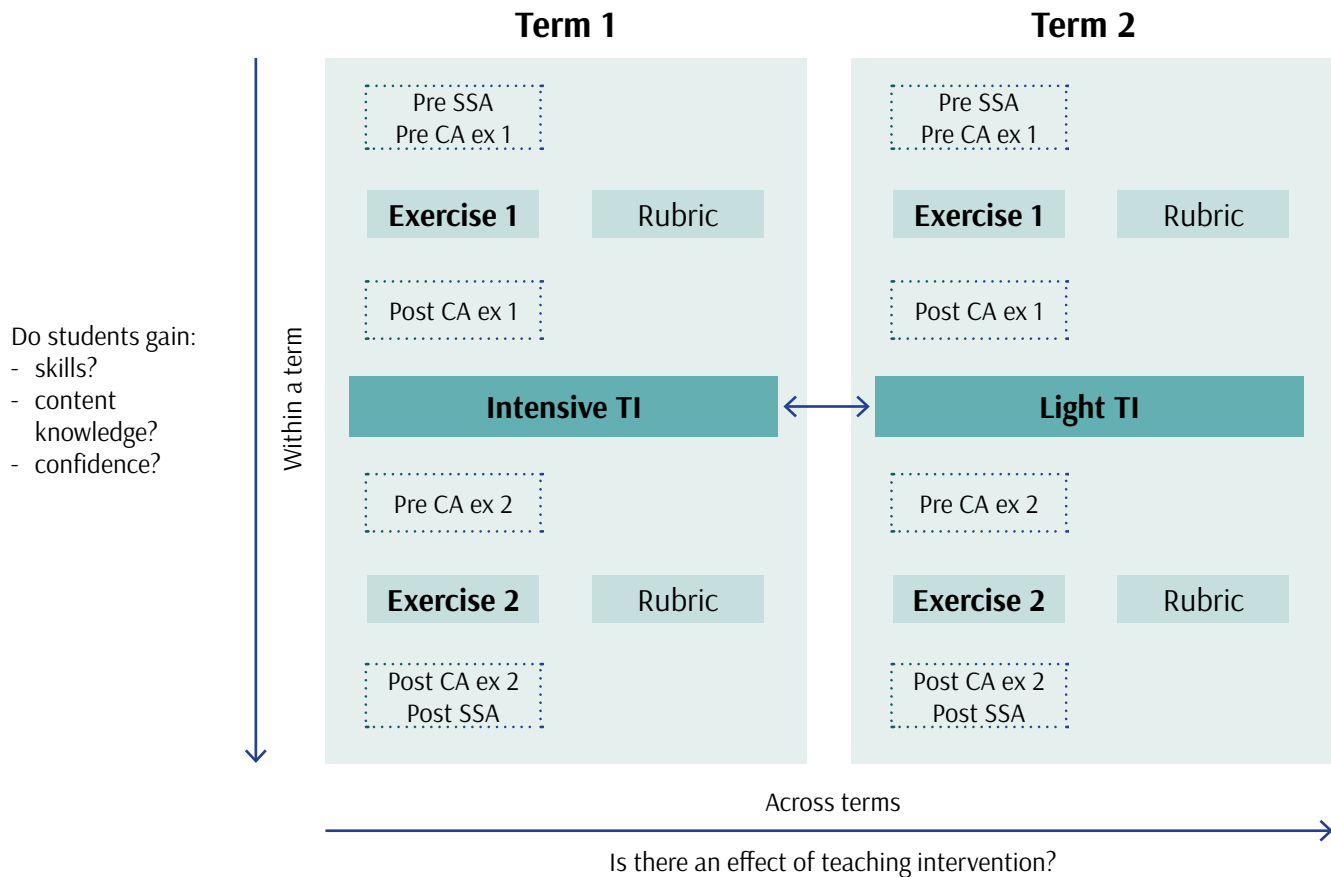 Term 1
Term 2
Pre SSA
Pre CA ex 1
Pre SSA
Pre CA ex 1
Exercise 1
Rubric
Exercise 1
Rubric
Post CA ex 1
Post CA ex 1
Do students gain:
- skills?
- content
knowledge?
- confidence?
Within a term
Intensive TI
Light TI
Pre CA ex 2
Pre CA ex 2
Exercise 2
Rubric
Exercise 2
Rubric
Post CA ex 2
Post SSA
Post CA ex 2
Post SSA
Across terms
Is there an effect of teaching intervention?